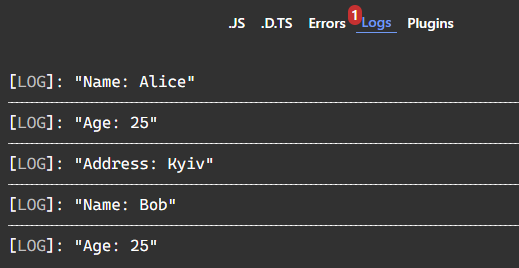 .JS .D.TS Errors 1 Logs Plugins
[LOG]: "Name: Alice"
[LOG]: "Age: 25"
[LOG]: "Address: Kyiv"
[LOG]: "Name: Bob"
[LOG]: "Age: 25"